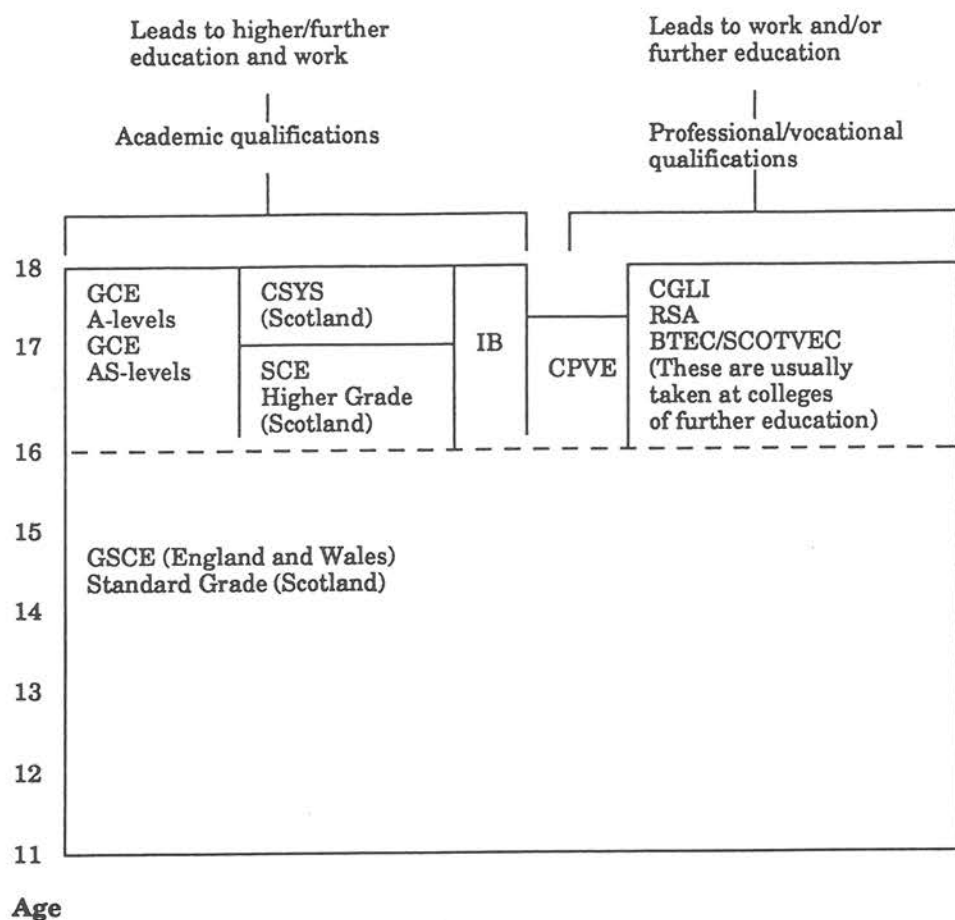 Leads to higher/further
education and work
Leads to work and/or
further education
Academic qualifications
Professional/vocational
qualifications
18
17
16
15
14
13
12
11
Age
GCE
A-levels
GCE
AS-levels
CSYS
(Scotland)
SCE
Higher Grade
(Scotland)
IB
CPVE
CGLI
RSA
BTEC/SCOTVEC
(These are usually
taken at colleges
of further education)
GSCE (England and Wales)
Standard Grade (Scotland)